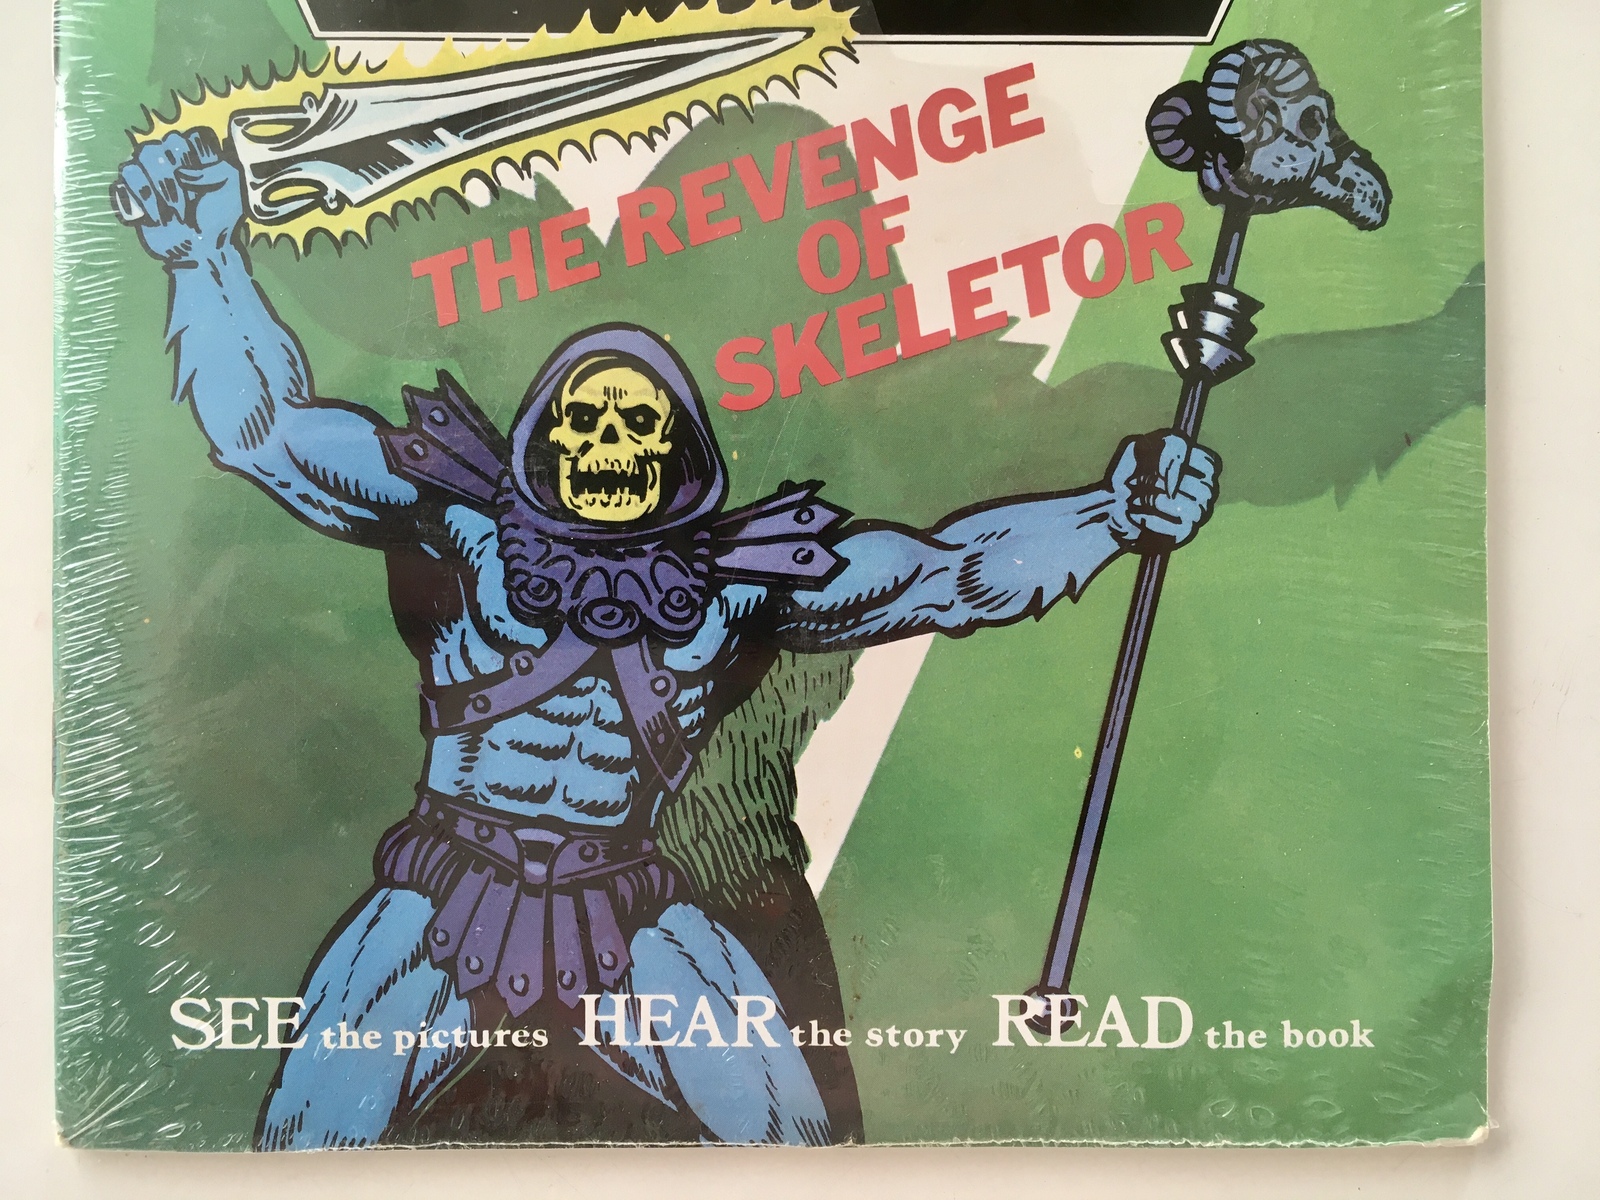 THE REVENGE
OF
SKELETOR
SEE the pictures HEAR the story READ the book